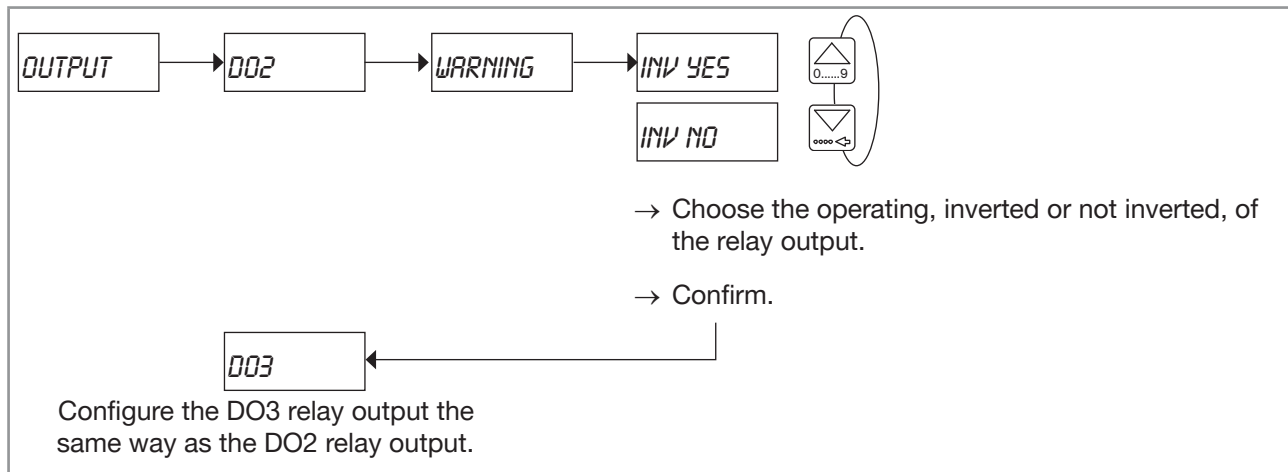 OUTPUT
DO2
WARNING
INV YES
0......9
INV NO
→ Choose the operating, inverted or not inverted, of
the relay output.
→ Confirm.
DO3
Configure the DO3 relay output the
same way as the DO2 relay output.